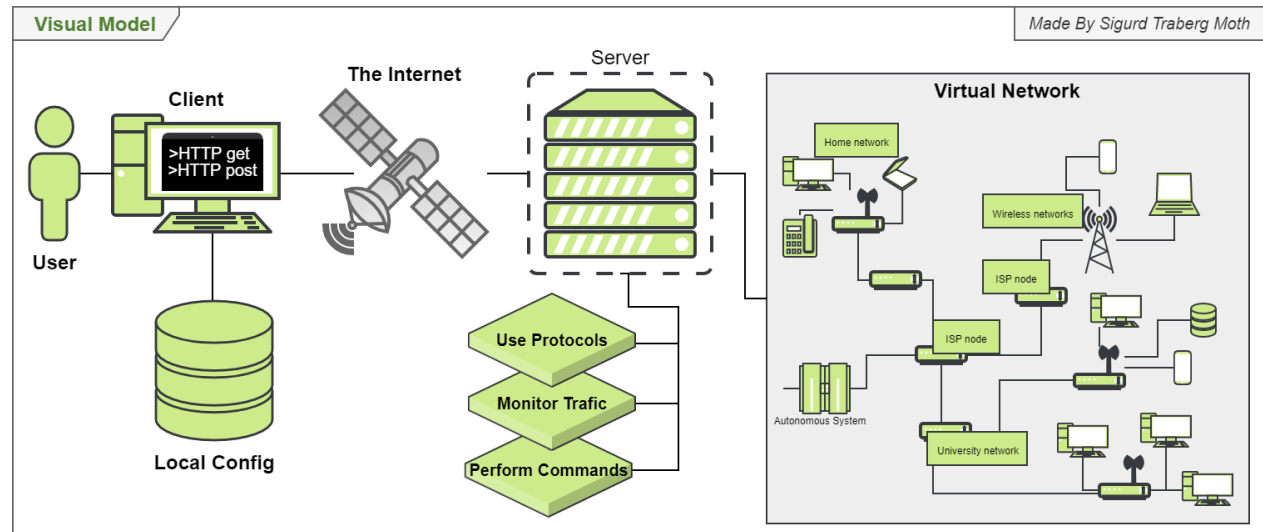 Visual Model
Made By Sigurd Traberg Moth
User
Client
>HTTP get
>HTTP post
Local Config
The Internet
Server
Use Protocols
Monitor Trafic
Perform Commands
Virtual Network
Home network
Wireless networks
ISP node
ISP node
Autonomous System
University network